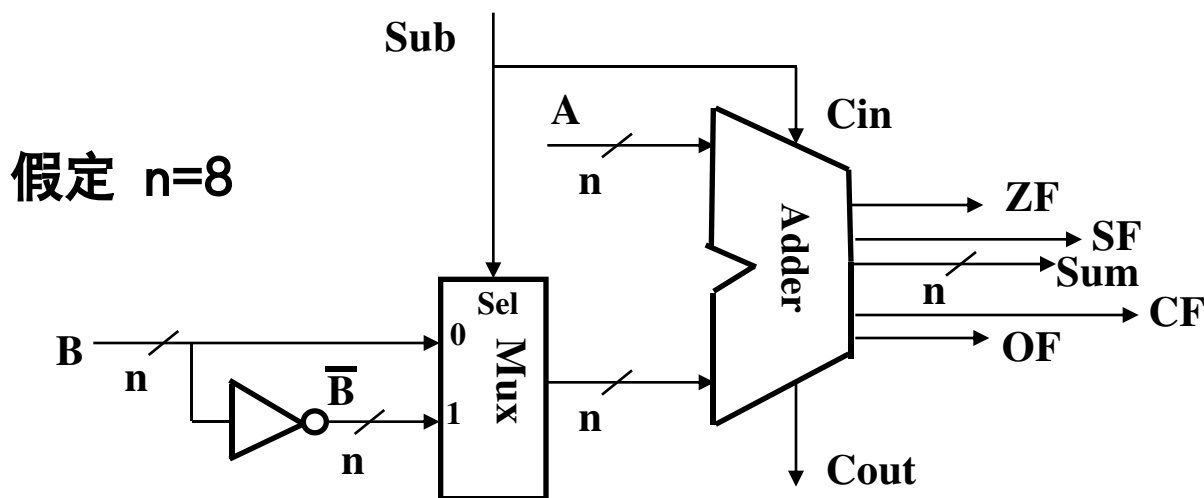 Sub
A
Cin
假定 n=8
n
ZF
Adder
SF
Sum
n
Sel
CF
B
n
0
Mux
OF
B̅
1
n
n
Cout